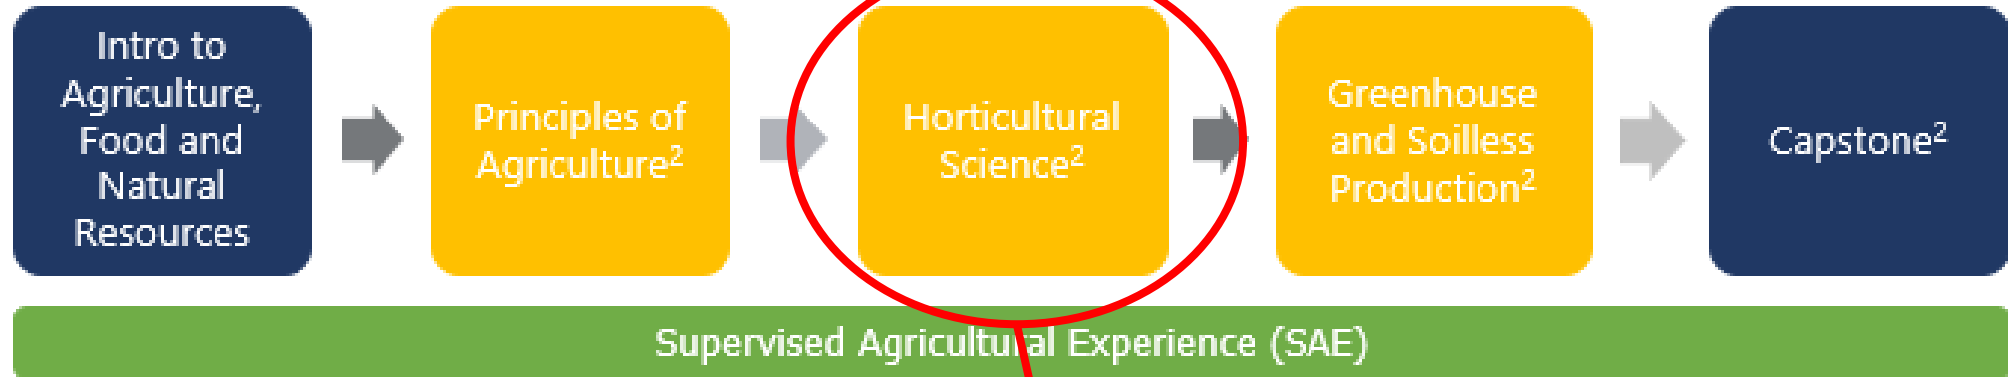 Intro to
Agriculture,
Food and
Natural
Resources
Principles of
Agriculture²
Horticultural
Science²
Greenhouse
and Soilless
Production²
Capstone²
Supervised Agricultural Experience (SAE)